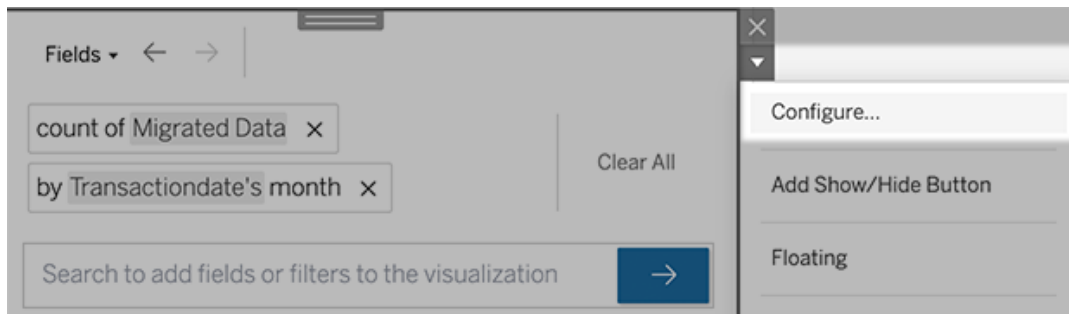 Fields
count of Migrated Data
by Transactiondate's month
Clear All
Search to add fields or filters to the visualization
Configure...
Add Show/Hide Button
Floating